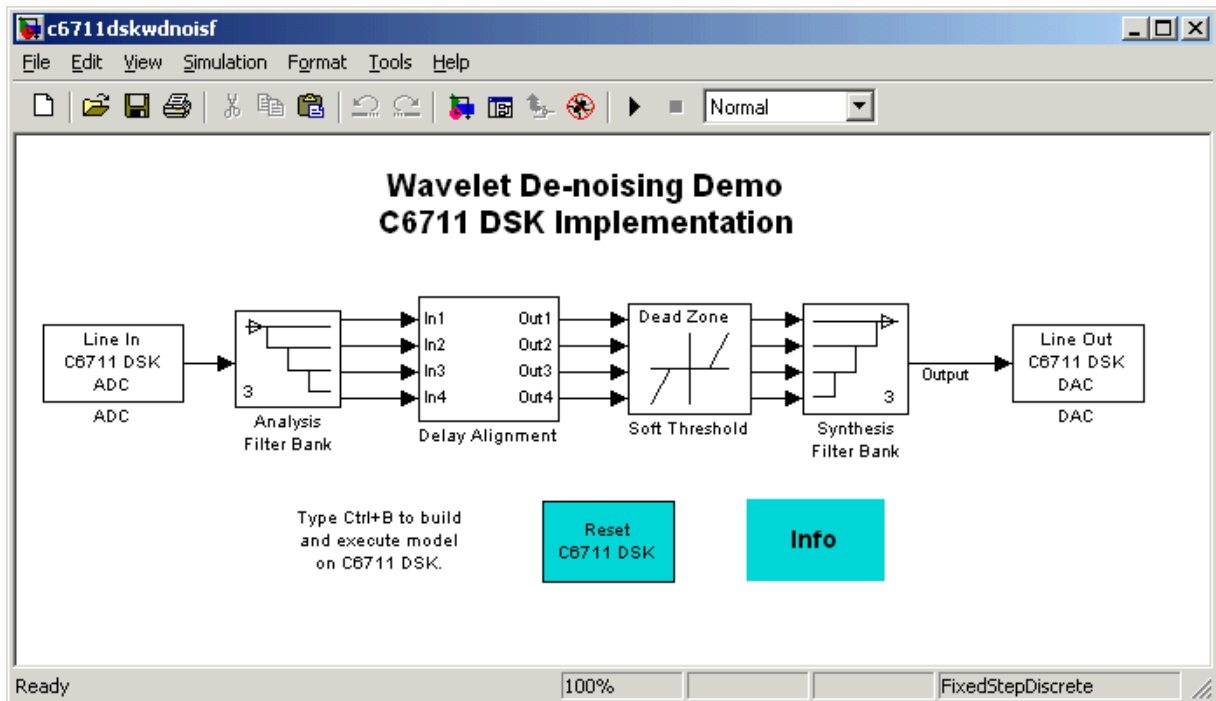 c6711dskwdnoisf
File Edit View Simulation Format Tools Help
Normal
Wavelet De-noising Demo
C6711 DSK Implementation
Line In
C6711 DSK
ADC
ADC
3
Analysis
Filter Bank
In1 Out1
In2 Out2
In3 Out3
In4 Out4
Delay Alignment
Dead Zone
Soft Threshold
3
Synthesis
Filter Bank
Output
Line Out
C6711 DSK
DAC
DAC
Type Ctrl+B to build
and execute model
on C6711 DSK.
Reset
C6711 DSK
Info
Ready 100% FixedStepDiscrete